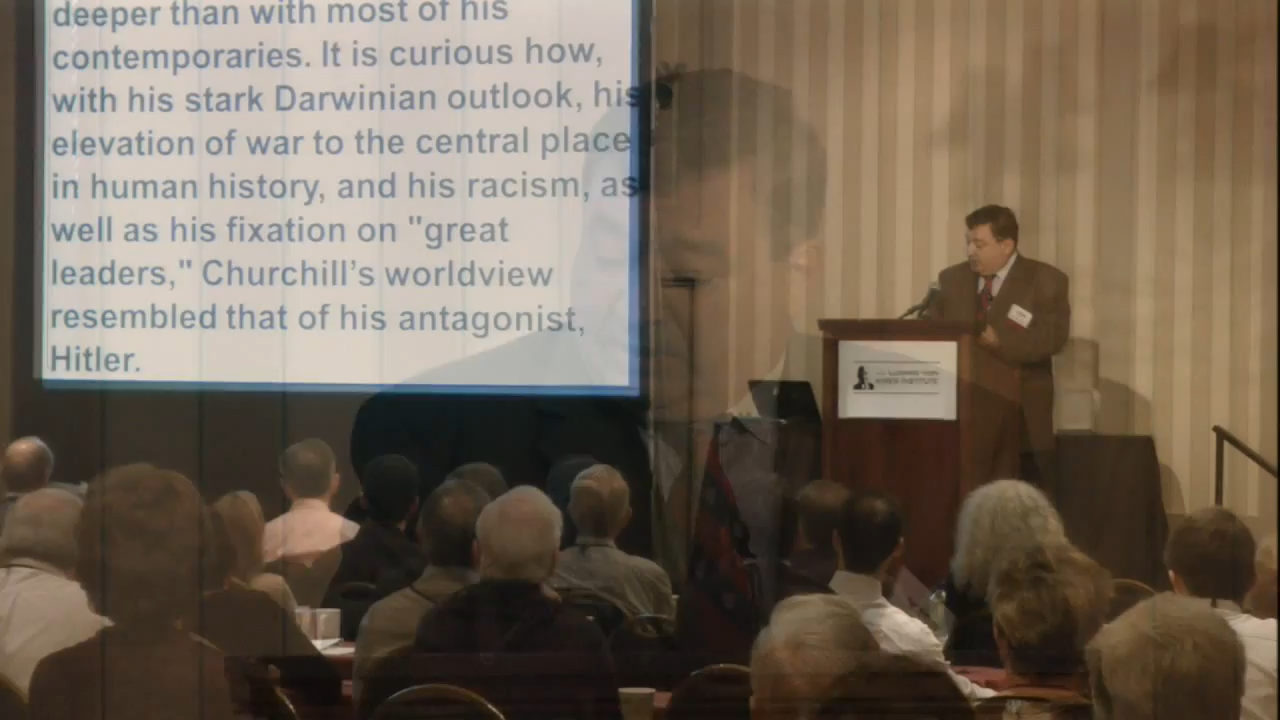 deeper than with most of his
contemporaries. It is curious how,
with his stark Darwinian outlook, his
elevation of war to the central place
in human history, and his racism, as
well as his fixation on "great
leaders," Churchill's worldview
resembled that of his antagonist,
Hitler.